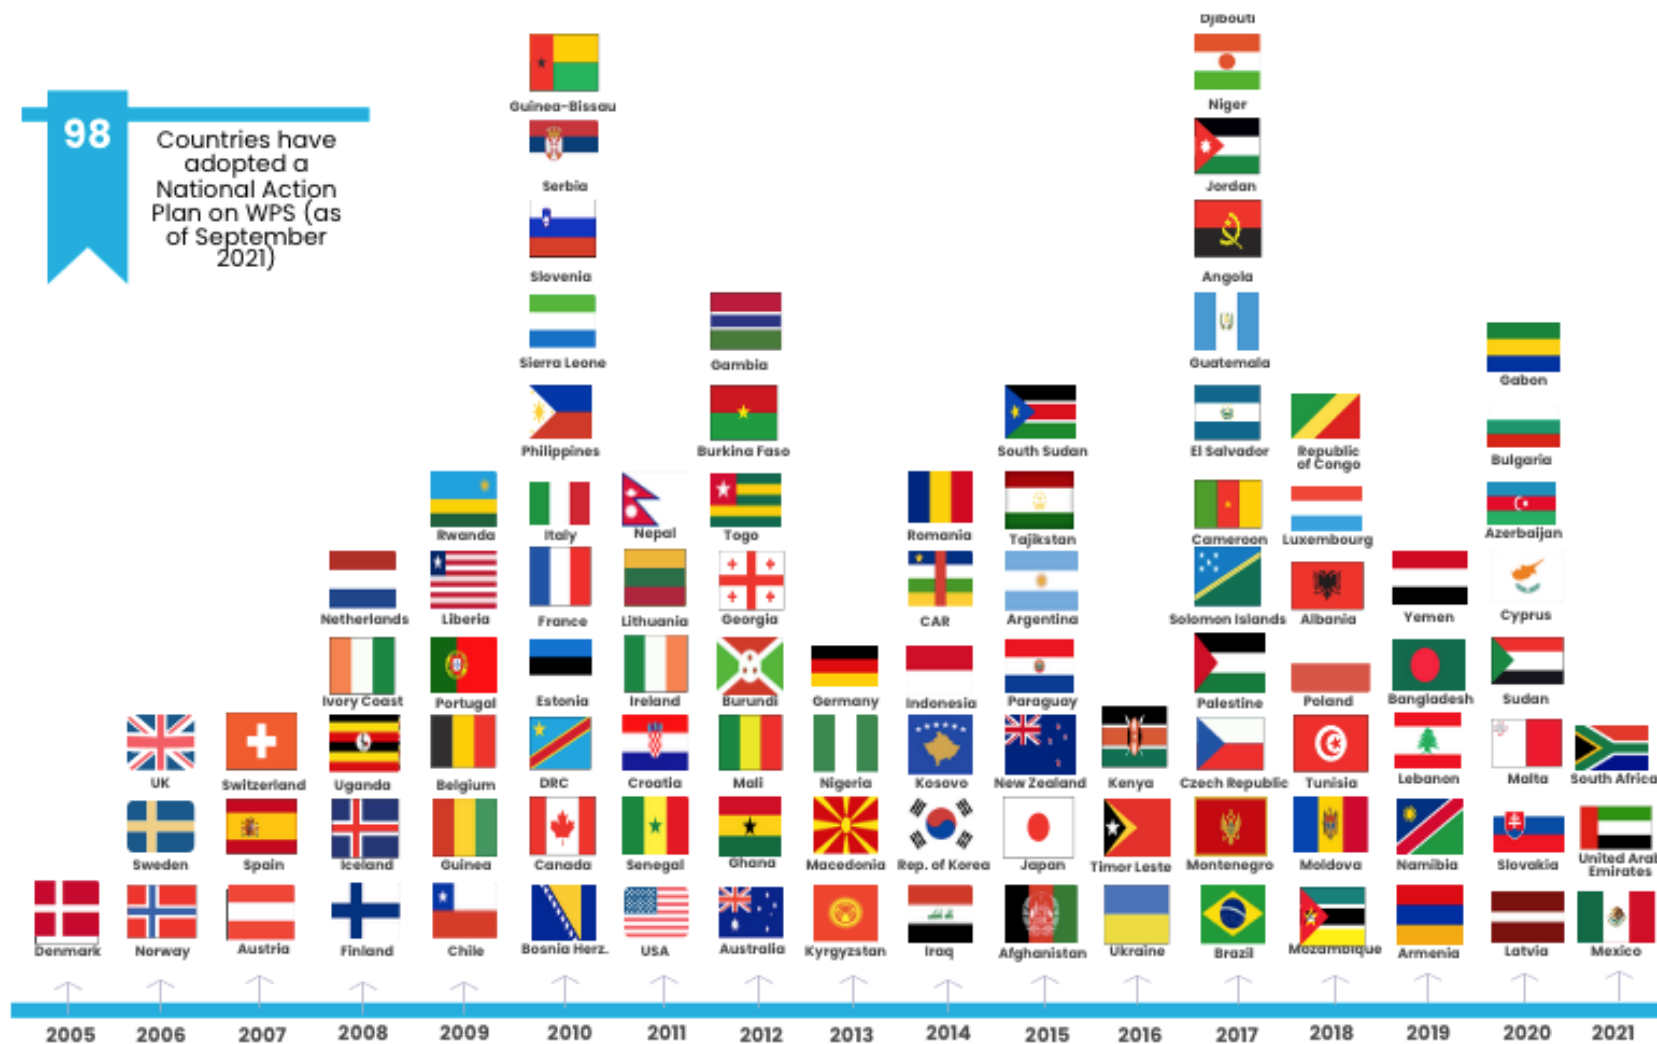 98
Countries have
adopted a
National Action
Plan on WPS (as
of September
2021)
Denmark
2005
UK
Sweden
Norway
2006
Switzerland
Spain
Austria
2007
Netherlands
Ivory Coast
Uganda
Iceland
Finland
2008
Rwanda
Liberia
Portugal
Belgium
Guinea
Chile
2009
Guinea-Bissau
Serbia
Slovenia
Sierra Leone
Philippines
Italy
France
Estonia
DRC
Canada
Bosnia Herz.
2010
Nepal
Lithuania
Ireland
Croatia
Senegal
USA
2011
Gambia
Burkina Faso
Togo
Georgia
Burundi
Mali
Ghana
Australia
2012
Germany
Nigeria
Macedonia
Kyrgyzstan
2013
Romania
CAR
Indonesia
Kosovo
Rep. of Korea
Iraq
2014
South Sudan
Tajikstan
Argentina
Paraguay
New Zealand
Japan
Afghanistan
2015
Kenya
Timor Leste
Ukraine
2016
Djibouti
Niger
Jordan
Angola
Guatemala
El Salvador
Cameroon
Solomon Islands
Palestine
Czech Republic
Montenegro
Brazil
2017
Republic
of Congo
Luxembourg
Albania
Poland
Tunisia
Moldova
Mozambique
2018
Yemen
Bangladesh
Lebanon
Namibia
Armenia
2019
Gabon
Bulgaria
Azerbaijan
Cyprus
Sudan
Malta
Slovakia
Latvia
2020
South Africa
United Arab
Emirates
Mexico
2021